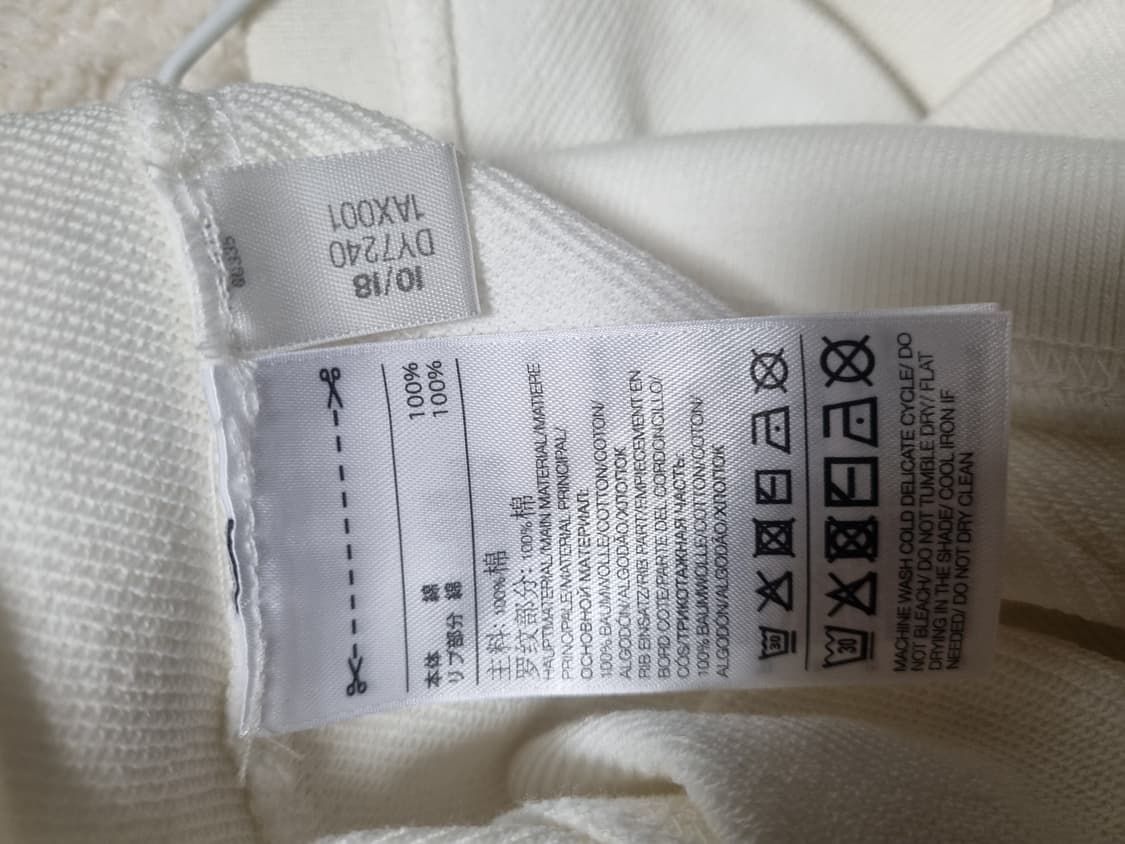 10/18
DY7240
1AX001
本体 綿 100%
リブ部分 綿 100%
主料: 100%棉
罗纹部分: 100%棉
HAUPTMATERIAL/MAIN MATERIAL/MATIERE
PRINCIPALE/MATERIAL PRINCIPAL/
ОСНОВНОЙ МАТЕРИАЛ:
100% BAUMWOLLE/COTTON/COTON/
ALGODÓN/ALGODÃO/ХЛОПОК
RIB EINSATZ/RIB PART/EMPIECEMENT EN
BORD COTE/PARTE DEL CORDONCILLO/
CÓS/ТРИКОТАЖНАЯ ЧАСТЬ:
100% BAUMWOLLE/COTTON/COTON/
ALGODÓN/ALGODÃO/ХЛОПОК
30
30
MACHINE WASH COLD DELICATE CYCLE/ DO
NOT BLEACH/ DO NOT TUMBLE DRY/ FLAT
DRYING IN THE SHADE/ COOL IRON IF
NEEDED/ DO NOT DRY CLEAN